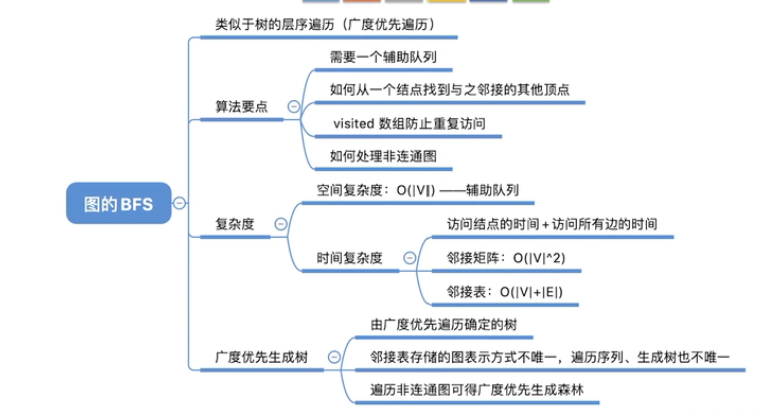 类似于树的层序遍历（广度优先遍历）
需要一个辅助队列
如何从一个结点找到与之邻接的其他顶点
算法要点
visited 数组防止重复访问
如何处理非连通图
图的BFS
空间复杂度：O(|V|) ——辅助队列
复杂度
访问结点的时间+访问所有边的时间
时间复杂度
邻接矩阵：O(|V|^2)
邻接表：O(|V|+|E|)
由广度优先遍历确定的树
广度优先生成树
邻接表存储的图表示方式不唯一，遍历序列、生成树也不唯一
遍历非连通图可得广度优先生成森林